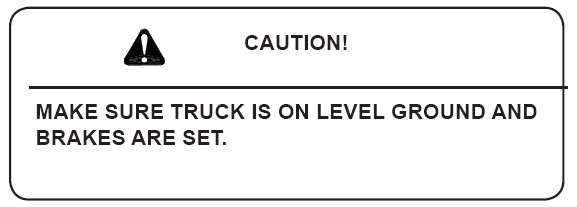 CAUTION!
MAKE SURE TRUCK IS ON LEVEL GROUND AND
BRAKES ARE SET.